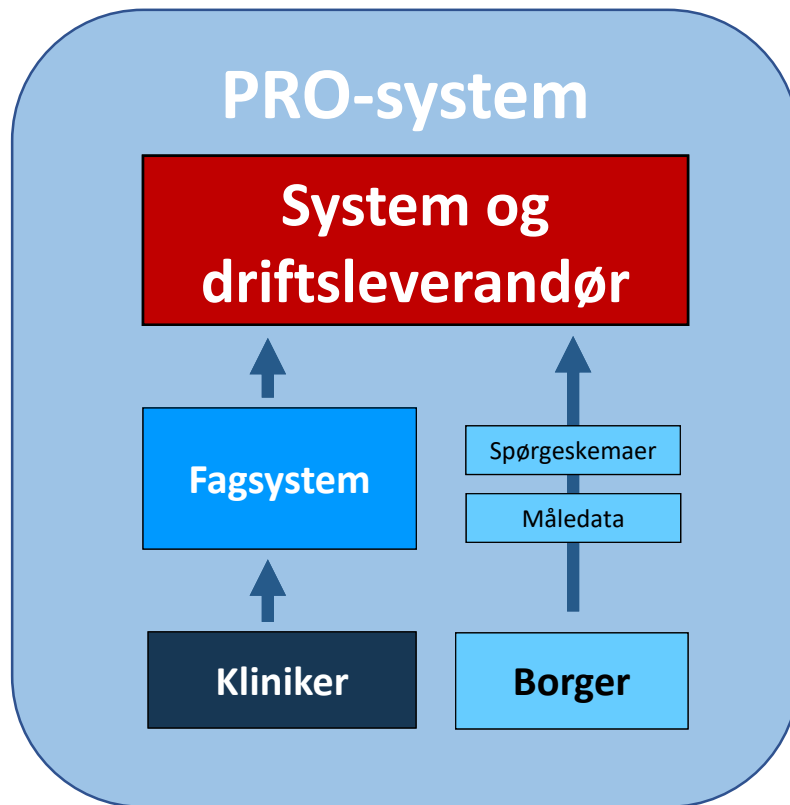 PRO-system
System og
driftsleverandør
Fagsystem
Spørgeskemaer
Måledata
Kliniker
Borger